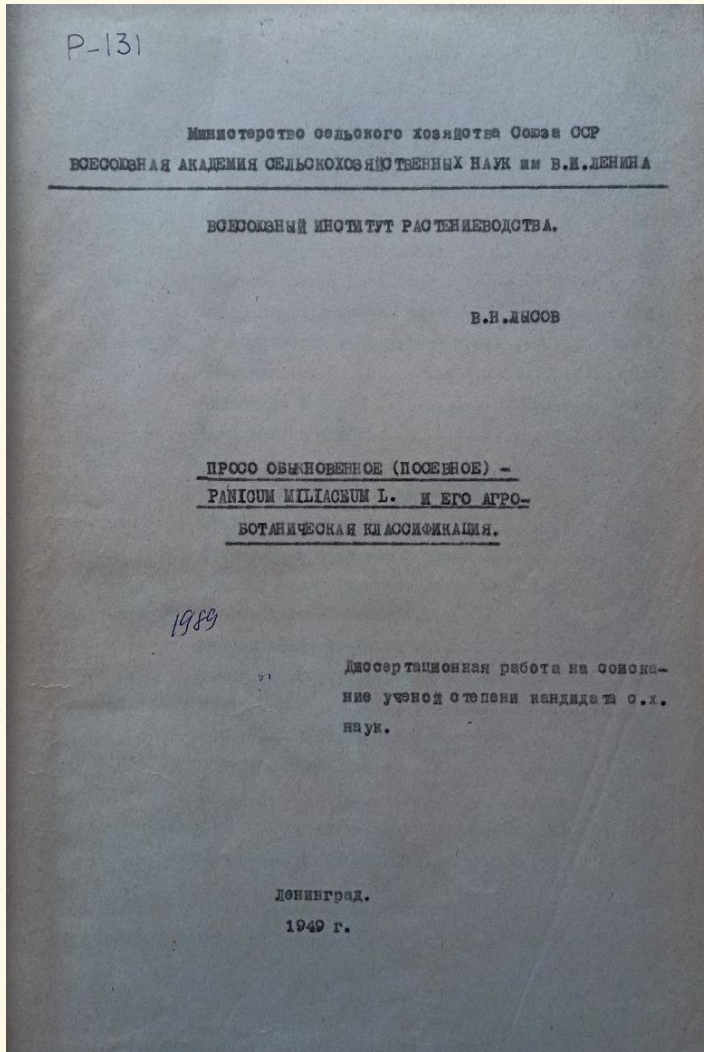 Р-131
Министерство сельского хозяйства Союза ССР
ВСЕСОЮЗНАЯ АКАДЕМИЯ СЕЛЬСКОХОЗЯЙСТВЕННЫХ НАУК им В.И.ЛЕНИНА
ВСЕСОЮЗНЫЙ ИНСТИТУТ РАСТЕНИЕВОДСТВА.
В.Н.ЛЫСОВ
ПРОСО ОБЫКНОВЕННОЕ (ПОСЕВНОЕ) –
PANICUM MILIACEUM L. И ЕГО АГРО-
БОТАНИЧЕСКАЯ КЛАССИФИКАЦИЯ.
1989
Диссертационная работа на соиска-
ние ученой степени кандидата с.х.
наук.
Ленинград.
1949 г.